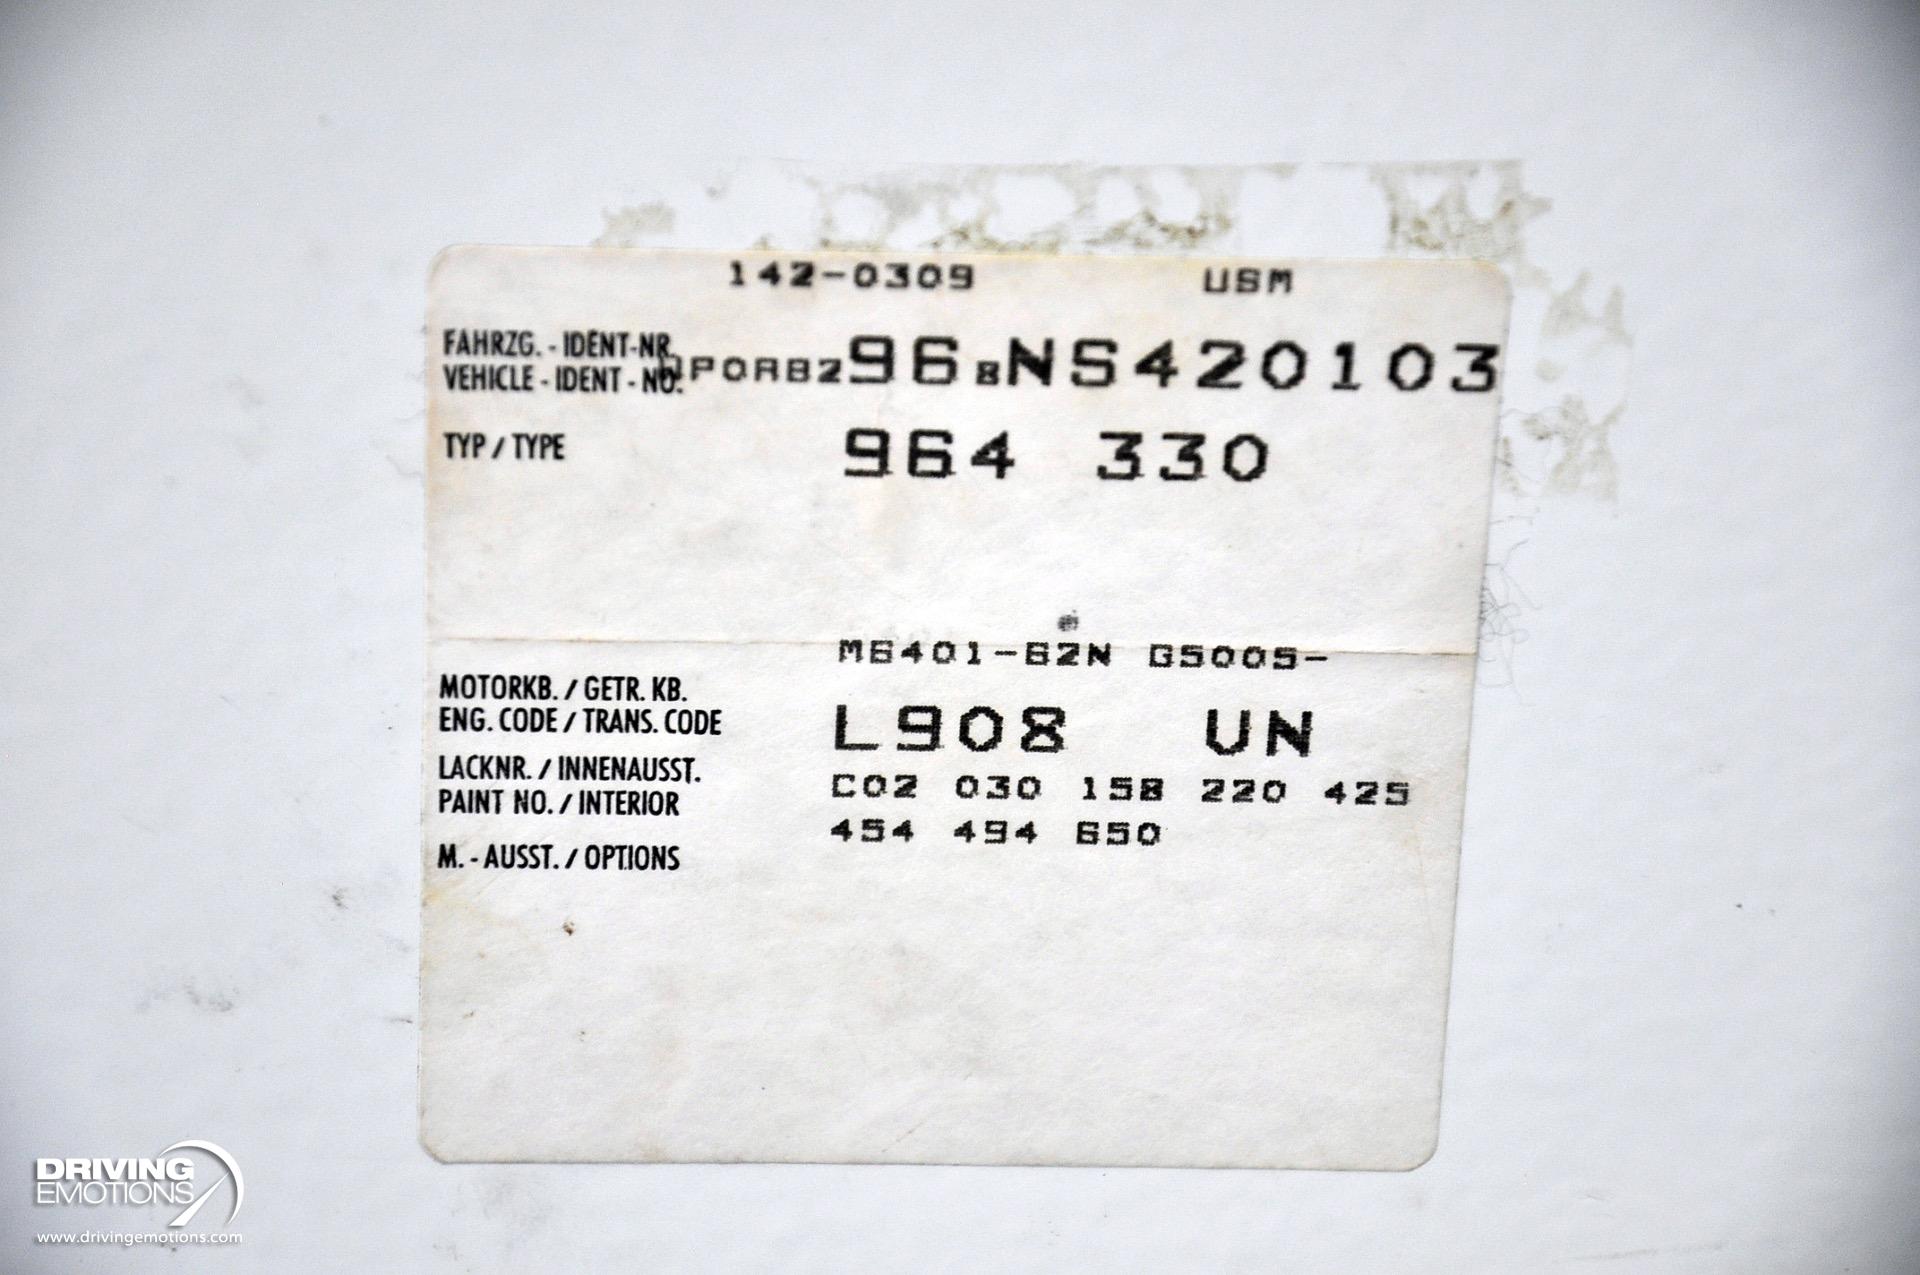 142-0309 USM
FAHRZG. - IDENT-NR.
VEHICLE - IDENT - NO. WP0AB2968NS420103
TYP / TYPE 964 330
M6401-62N G5005-
MOTORKB. / GETR. KB.
ENG. CODE / TRANS. CODE L908 UN
LACKNR. / INNENAUSST.
PAINT NO. / INTERIOR C02 030 158 220 425
454 494 650
M. - AUSST. / OPTIONS
DRIVING
EMOTIONS
www.drivingemotions.com